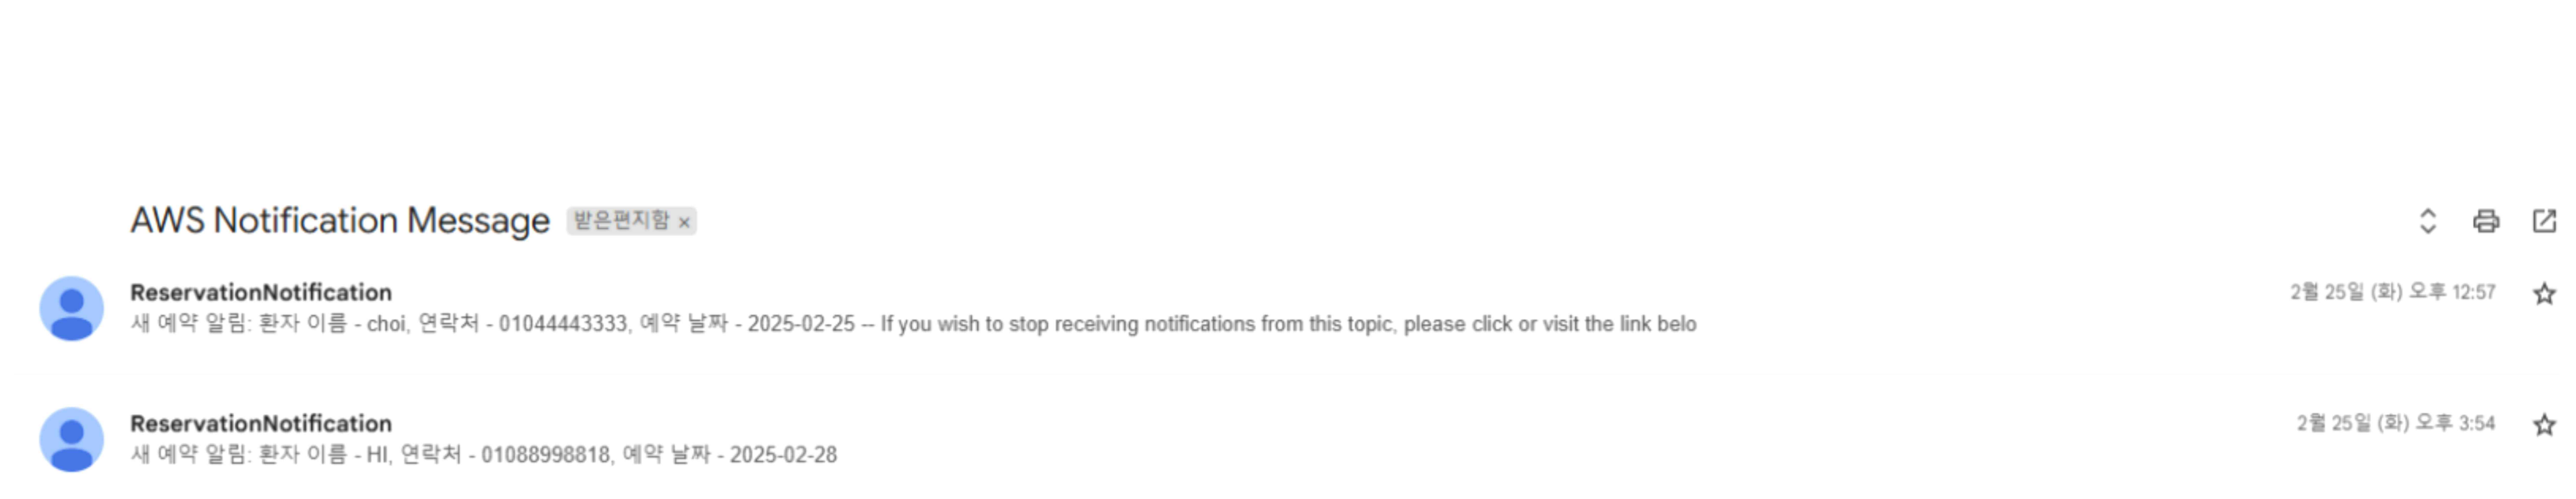 AWS Notification Message 받은편지함 ×
ReservationNotification 2월 25일 (화) 오후 12:57
새 예약 알림: 환자 이름 - choi, 연락처 - 01044443333, 예약 날짜 - 2025-02-25 -- If you wish to stop receiving notifications from this topic, please click or visit the link belo
ReservationNotification 2월 25일 (화) 오후 3:54
새 예약 알림: 환자 이름 - HI, 연락처 - 01088998818, 예약 날짜 - 2025-02-28